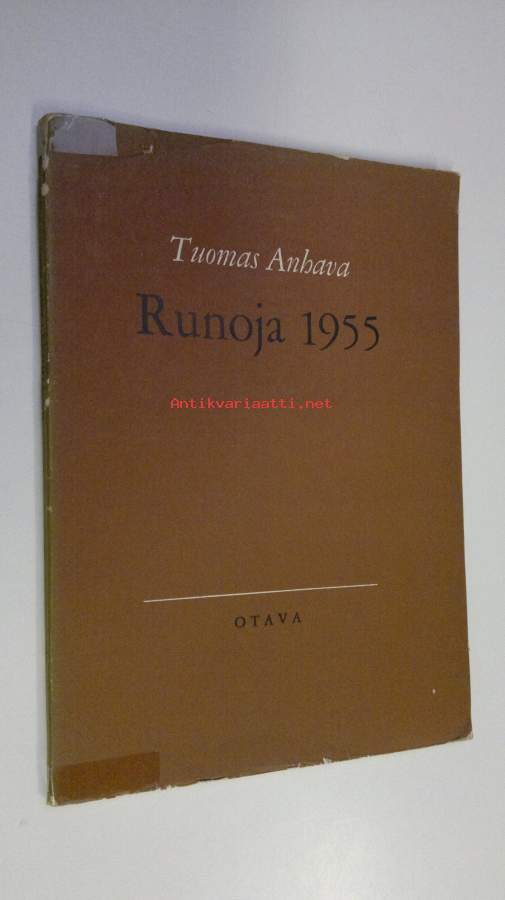 Tuomas Anhava
Runoja 1955
Antikvariaatti.net
OTAVA